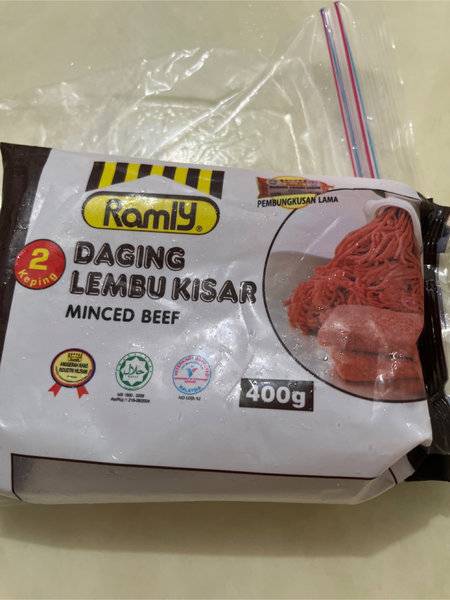 Ramly
PEMBUNGKUSAN LAMA
2
Keping
DAGING
LEMBU KISAR
MINCED BEEF
400g